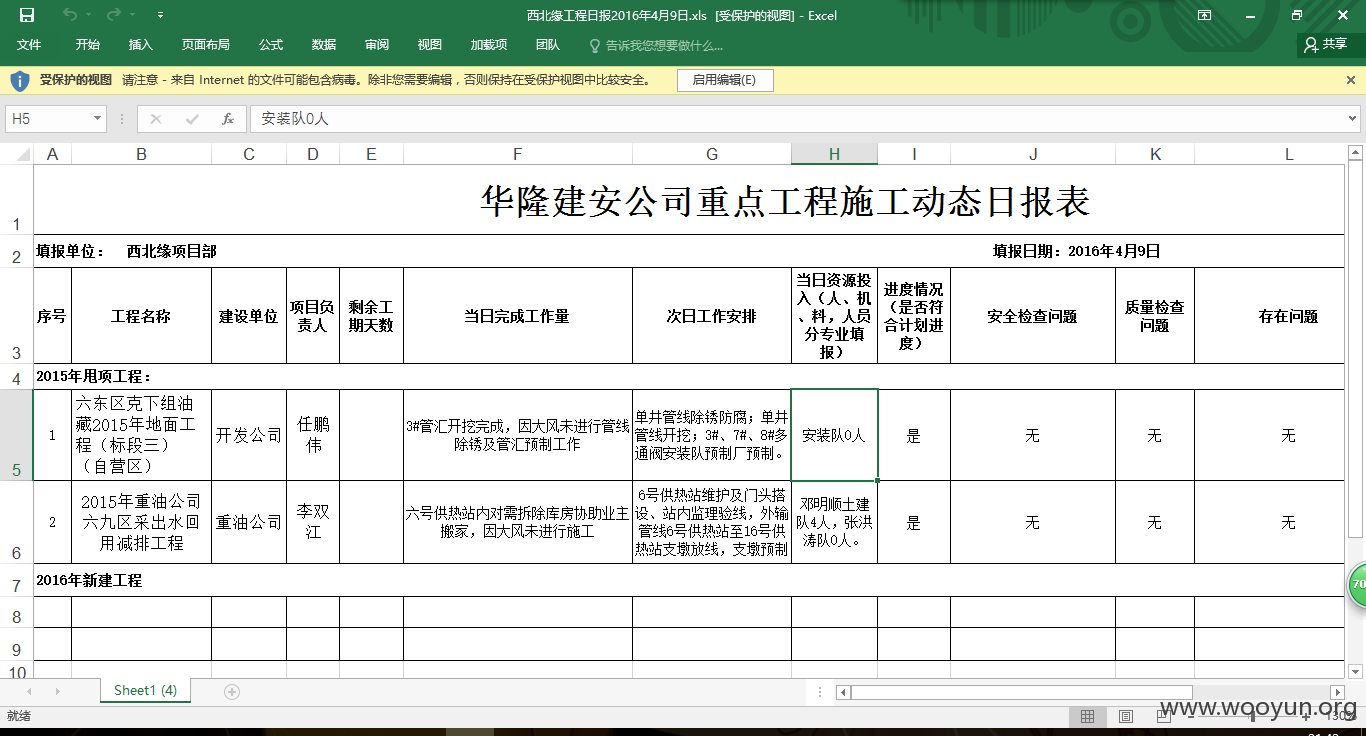 西北缘工程日报2016年4月9日.xls [受保护的视图] - Excel
文件 开始 插入 页面布局 公式 数据 审阅 视图 加载项 团队 告诉我您想要做什么... 共享
受保护的视图 请注意 - 来自 Internet 的文件可能包含病毒。除非您需要编辑，否则保持在受保护视图中比较安全。 启用编辑(E)
H5 fx 安装队0人
A B C D E F G H I J K L
1
华隆建安公司重点工程施工动态日报表
2
填报单位： 西北缘项目部 填报日期：2016年4月9日
3
序号
工程名称
建设单位
项目负
责人
剩余工
期天数
当日完成工作量
次日工作安排
当日资源投
入（人、机
、料，人员
分专业填
报）
进度情况
（是否符
合计划进
度）
安全检查问题
质量检查
问题
存在问题
4
2015年甩项工程：
5
1
六东区克下组油
藏2015年地面工
程（标段三）
（自营区）
开发公司
任鹏
伟
3#管汇开挖完成，因大风未进行管线
除锈及管汇预制工作
单井管线除锈防腐；单井
管线开挖；3#、7#、8#多
通阀安装队预制厂预制。
安装队0人
是
无
无
无
6
2
2015年重油公司
六九区采出水回
用减排工程
重油公司
李双
江
六号供热站内对需拆除库房协助业主
搬家，因大风未进行施工
6号供热站维护及门头搭
设、站内监理验线，外输
管线6号供热站至16号供
热站支墩放线，支墩预制
邓明顺土建
队4人，张洪
涛队0人。
是
无
无
无
7
2016年新建工程
8
9
10
70
Sheet1 (4)
就绪
130%
www.wooyun.org